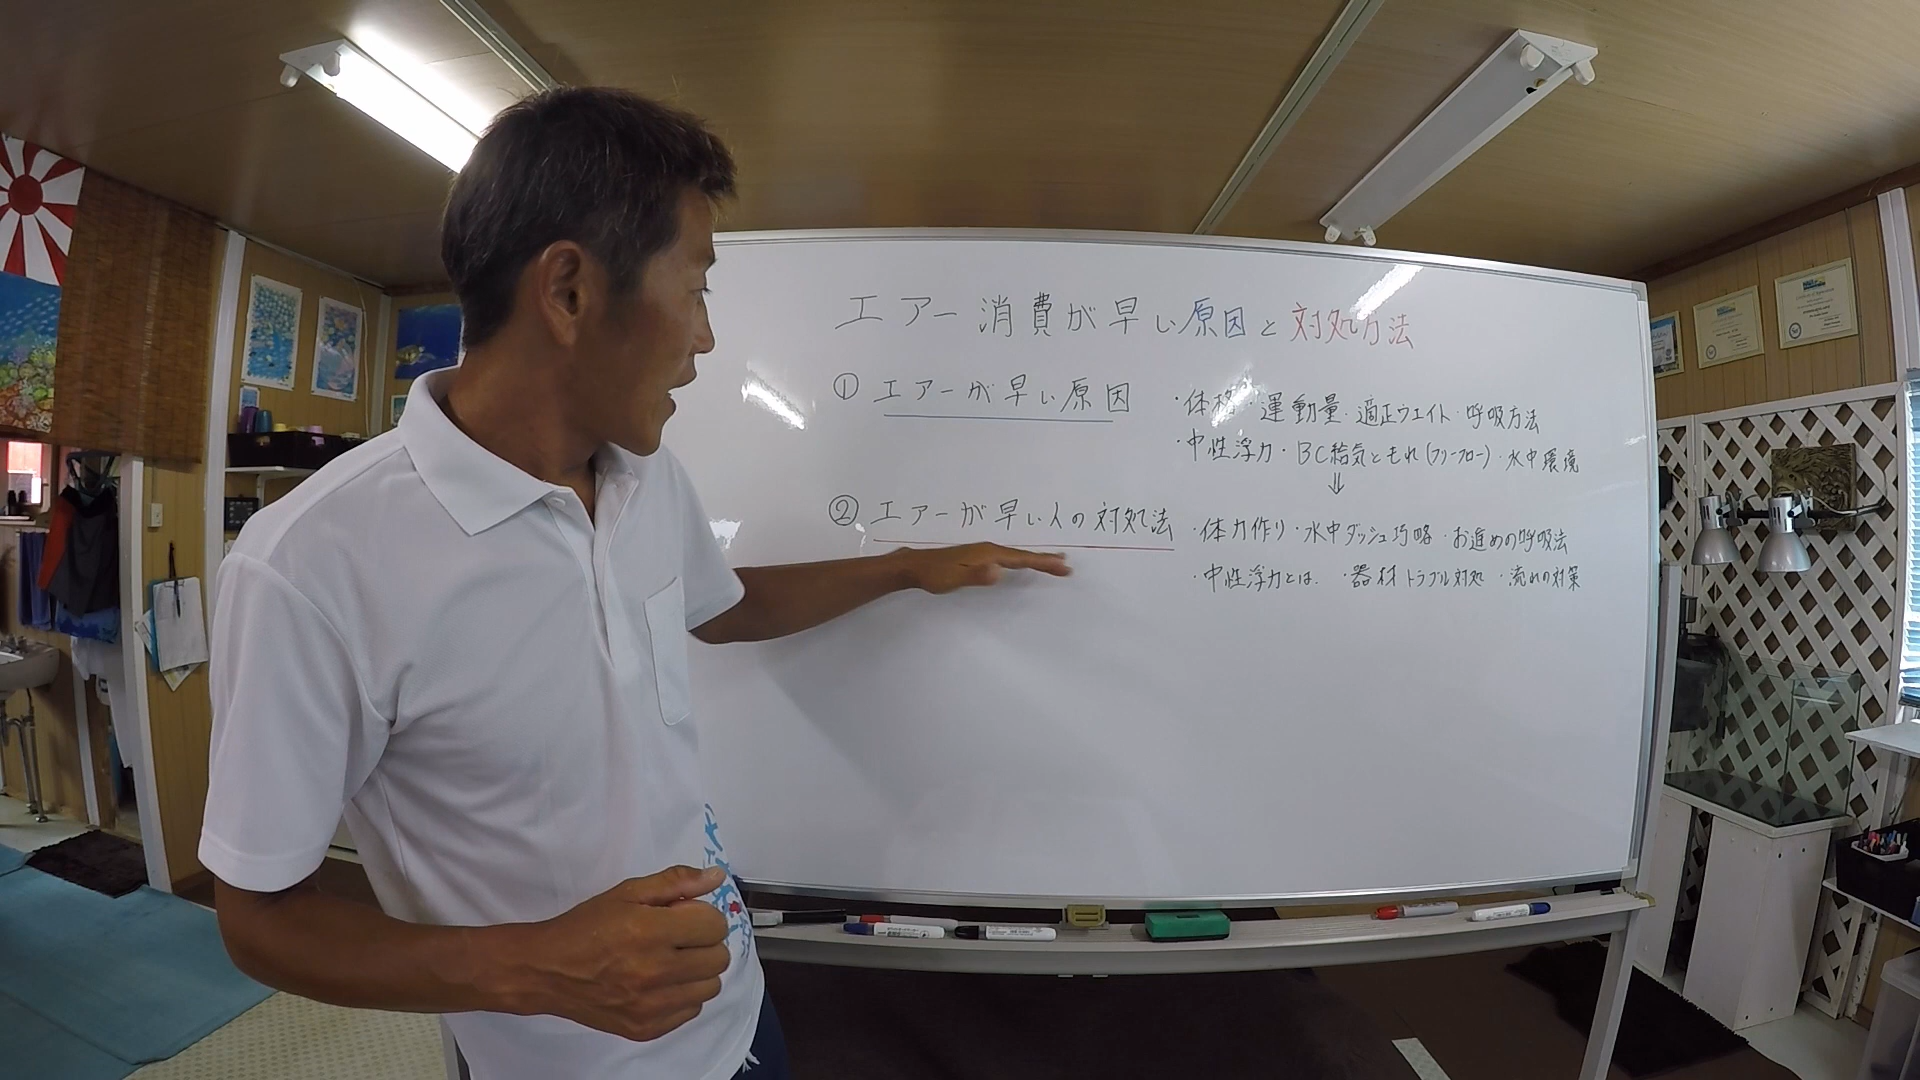 エアー消費が早い原因と対処方法
① エアーが早い原因 ・体格・運動量・適正ウエイト・呼吸方法
・中性浮力・BC給気ともれ(フリーフロー)・水中環境
⇓
② エアーが早い人の対処法 ・体力作り・水中ダッシュ巧略・お進めの呼吸法
・中性浮力とは ・器材トラブル対処 ・流れの対策